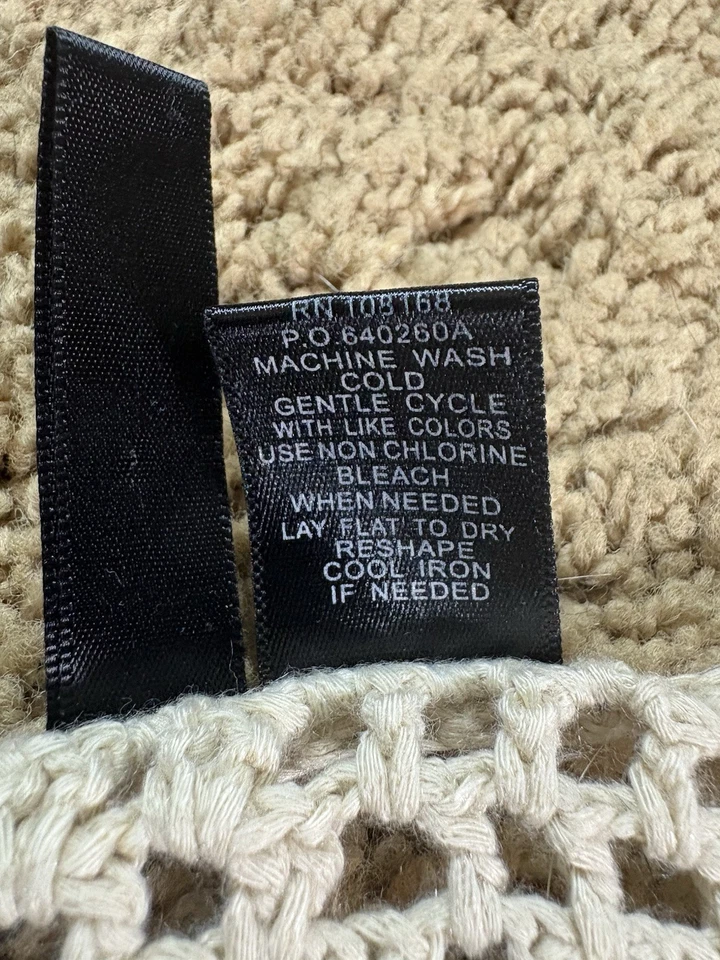 RN 103168
P.O.640260A
MACHINE WASH
COLD
GENTLE CYCLE
WITH LIKE COLORS
USE NON CHLORINE
BLEACH
WHEN NEEDED
LAY FLAT TO DRY
RESHAPE
COOL IRON
IF NEEDED